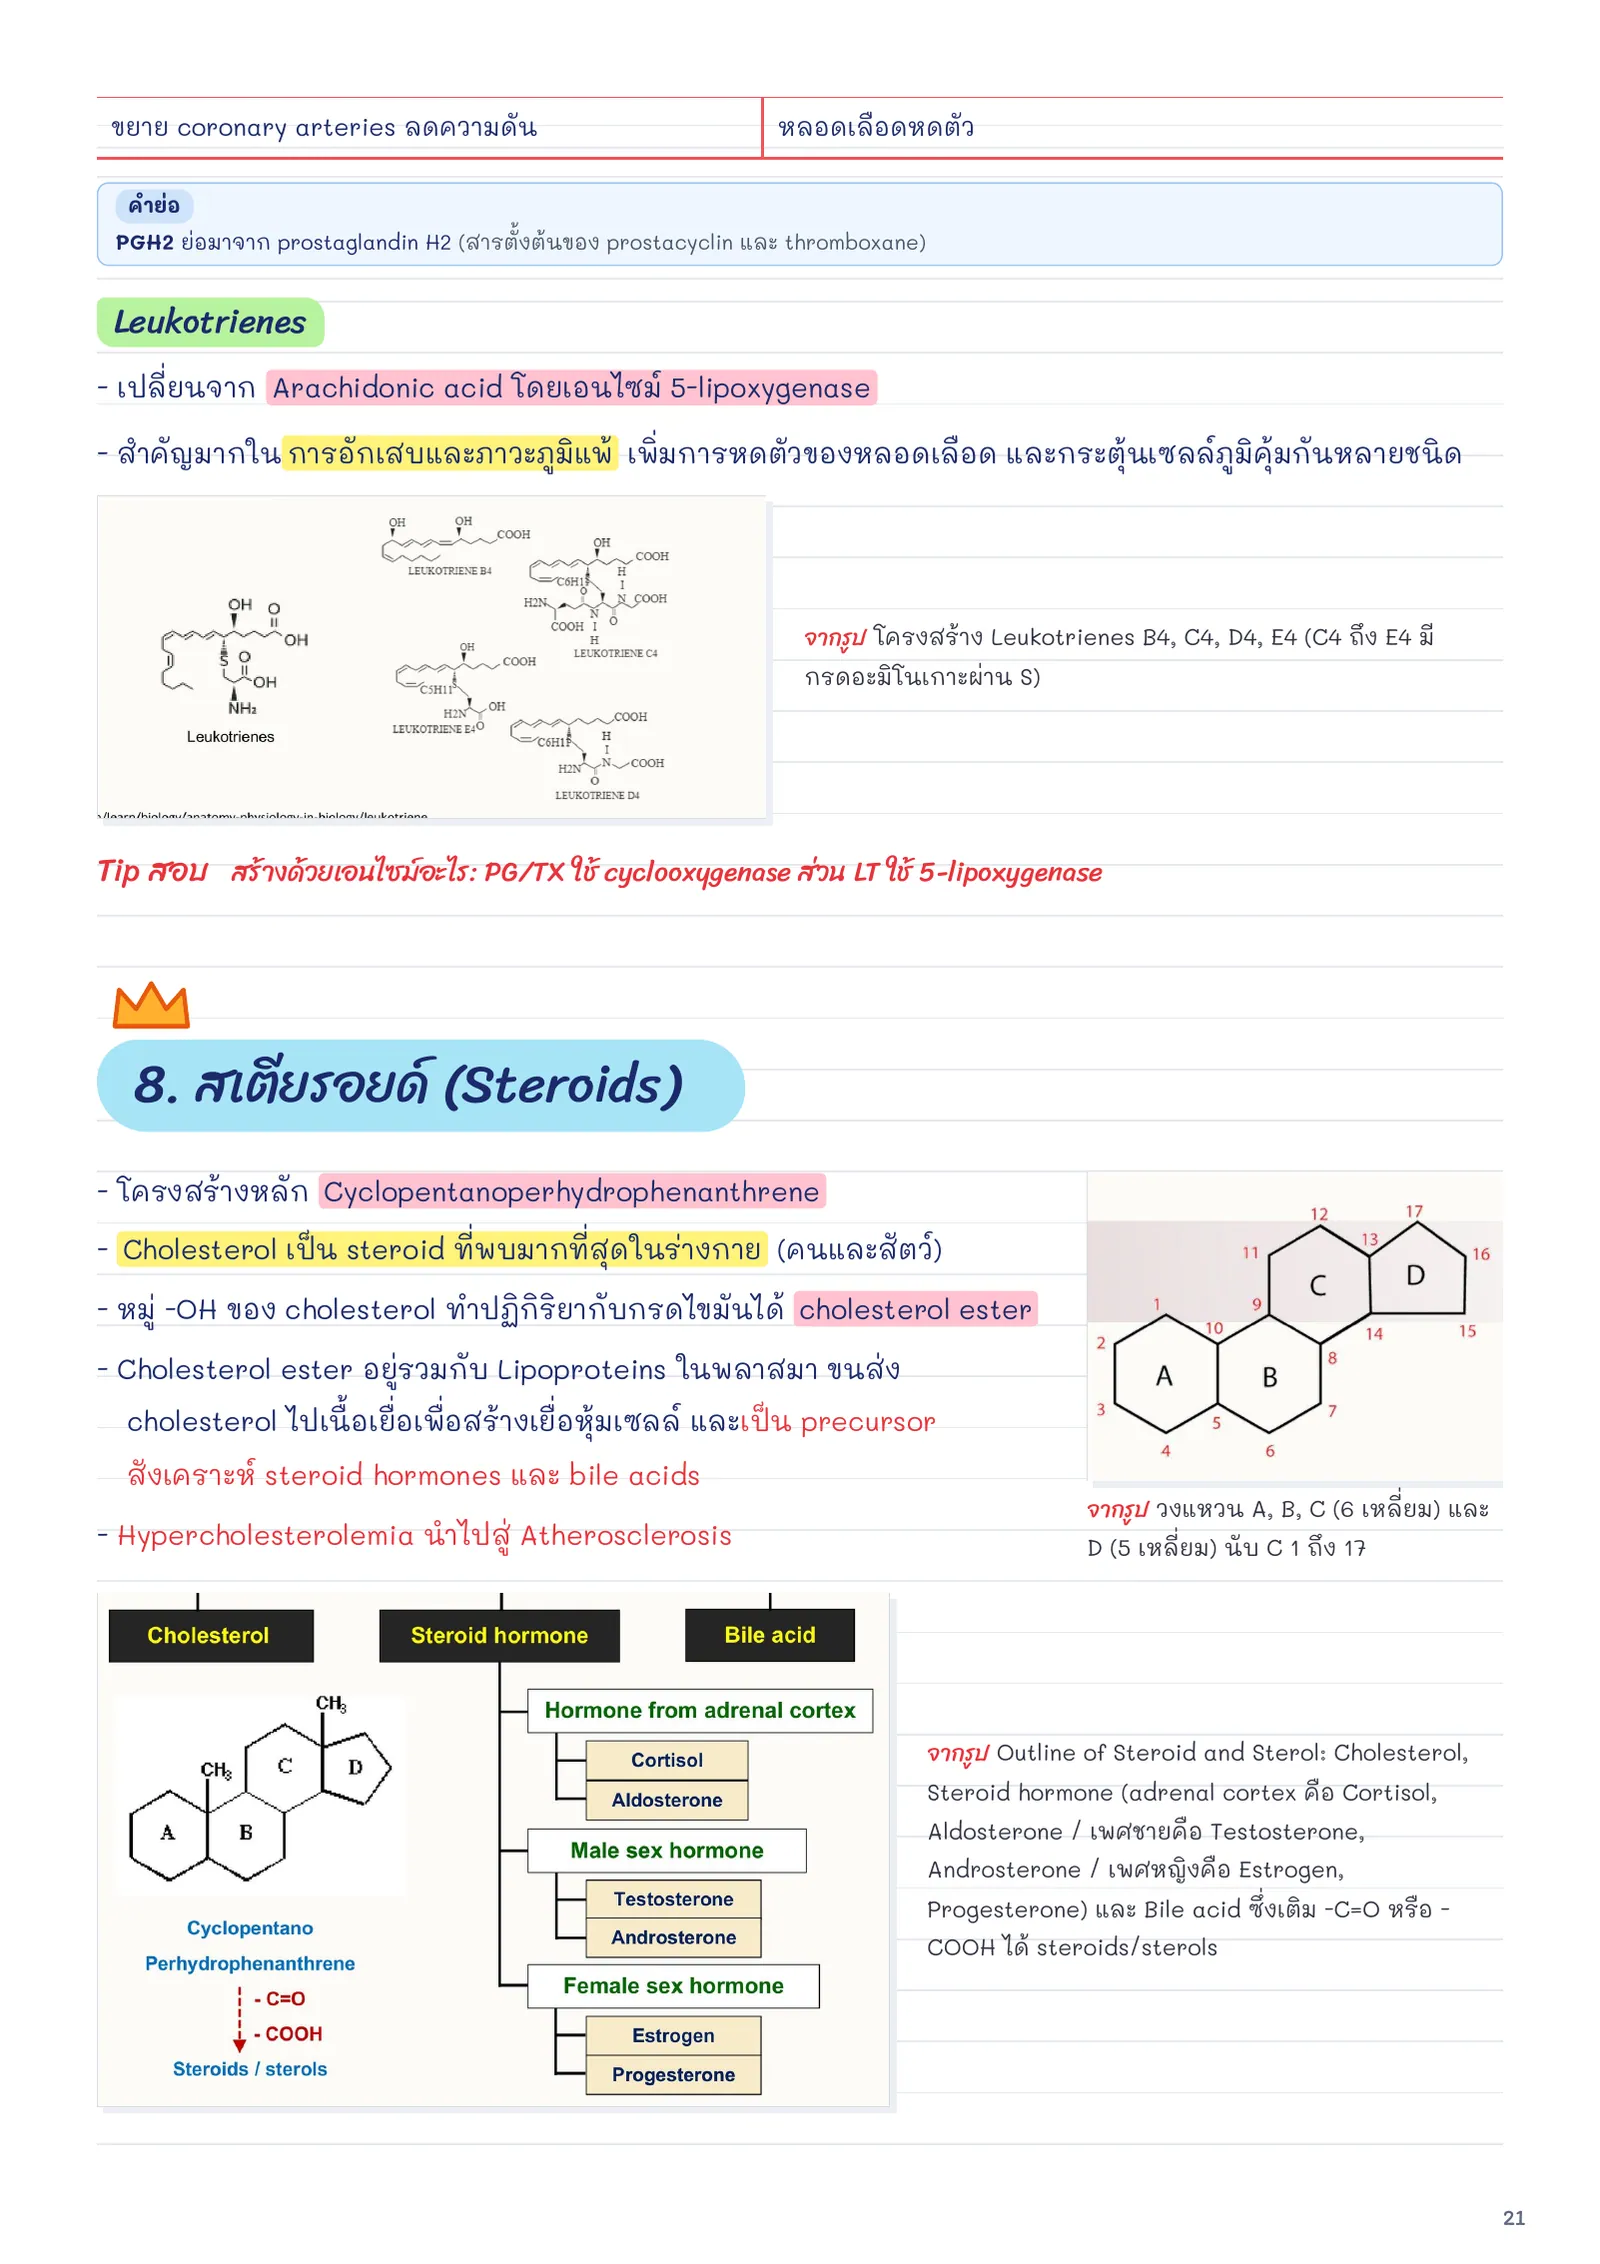 ขยาย coronary arteries ลดความดัน
หลอดเลือดหดตัว
คำย่อ
PGH2 ย่อมาจาก prostaglandin H2 (สารตั้งต้นของ prostacyclin และ thromboxane)
Leukotrienes
- เปลี่ยนจาก Arachidonic acid โดยเอนไซม์ 5-lipoxygenase
- สำคัญมากใน การอักเสบและภาวะภูมิแพ้ เพิ่มการหดตัวของหลอดเลือด และกระตุ้นเซลล์ภูมิคุ้มกันหลายชนิด
OH
OH
COOH
LEUKOTRIENE B4
OH
COOH
C6H11
H
N
COOH
H2N
O
N
O
COOH
H
LEUKOTRIENE C4
OH
O
OH
S
O
OH
NH₂
Leukotrienes
OH
COOH
C5H11
S
H2N
OH
O
LEUKOTRIENE E4
COOH
C6H11
H
H2N
N
COOH
O
LEUKOTRIENE D4
/learn/biology/anatomy-physiology-in-biology/leukotriene
จากรูป โครงสร้าง Leukotrienes B4, C4, D4, E4 (C4 ถึง E4 มี
กรดอะมิโนเกาะผ่าน S)
Tip สอบ สร้างด้วยเอนไซม์อะไร: PG/TX ใช้ cyclooxygenase ส่วน LT ใช้ 5-lipoxygenase
8. สเตียรอยด์ (Steroids)
- โครงสร้างหลัก Cyclopentanoperhydrophenanthrene
- Cholesterol เป็น steroid ที่พบมากที่สุดในร่างกาย (คนและสัตว์)
- หมู่ -OH ของ cholesterol ทำปฏิกิริยากับกรดไขมันได้ cholesterol ester
- Cholesterol ester อยู่รวมกับ Lipoproteins ในพลาสมา ขนส่ง
cholesterol ไปเนื้อเยื่อเพื่อสร้างเยื่อหุ้มเซลล์ และเป็น precursor
สังเคราะห์ steroid hormones และ bile acids
- Hypercholesterolemia นำไปสู่ Atherosclerosis
12
17
11
13
16
C
D
1
9
10
14
15
2
8
A
B
3
5
7
4
6
จากรูป วงแหวน A, B, C (6 เหลี่ยม) และ
D (5 เหลี่ยม) นับ C 1 ถึง 17
Cholesterol
Steroid hormone
Bile acid
CH₃
CH₃
C
D
A
B
Cyclopentano
Perhydrophenanthrene
- C=O
- COOH
Steroids / sterols
Hormone from adrenal cortex
Cortisol
Aldosterone
Male sex hormone
Testosterone
Androsterone
Female sex hormone
Estrogen
Progesterone
จากรูป Outline of Steroid and Sterol: Cholesterol,
Steroid hormone (adrenal cortex คือ Cortisol,
Aldosterone / เพศชายคือ Testosterone,
Androsterone / เพศหญิงคือ Estrogen,
Progesterone) และ Bile acid ซึ่งเติม -C=O หรือ -
COOH ได้ steroids/sterols
21